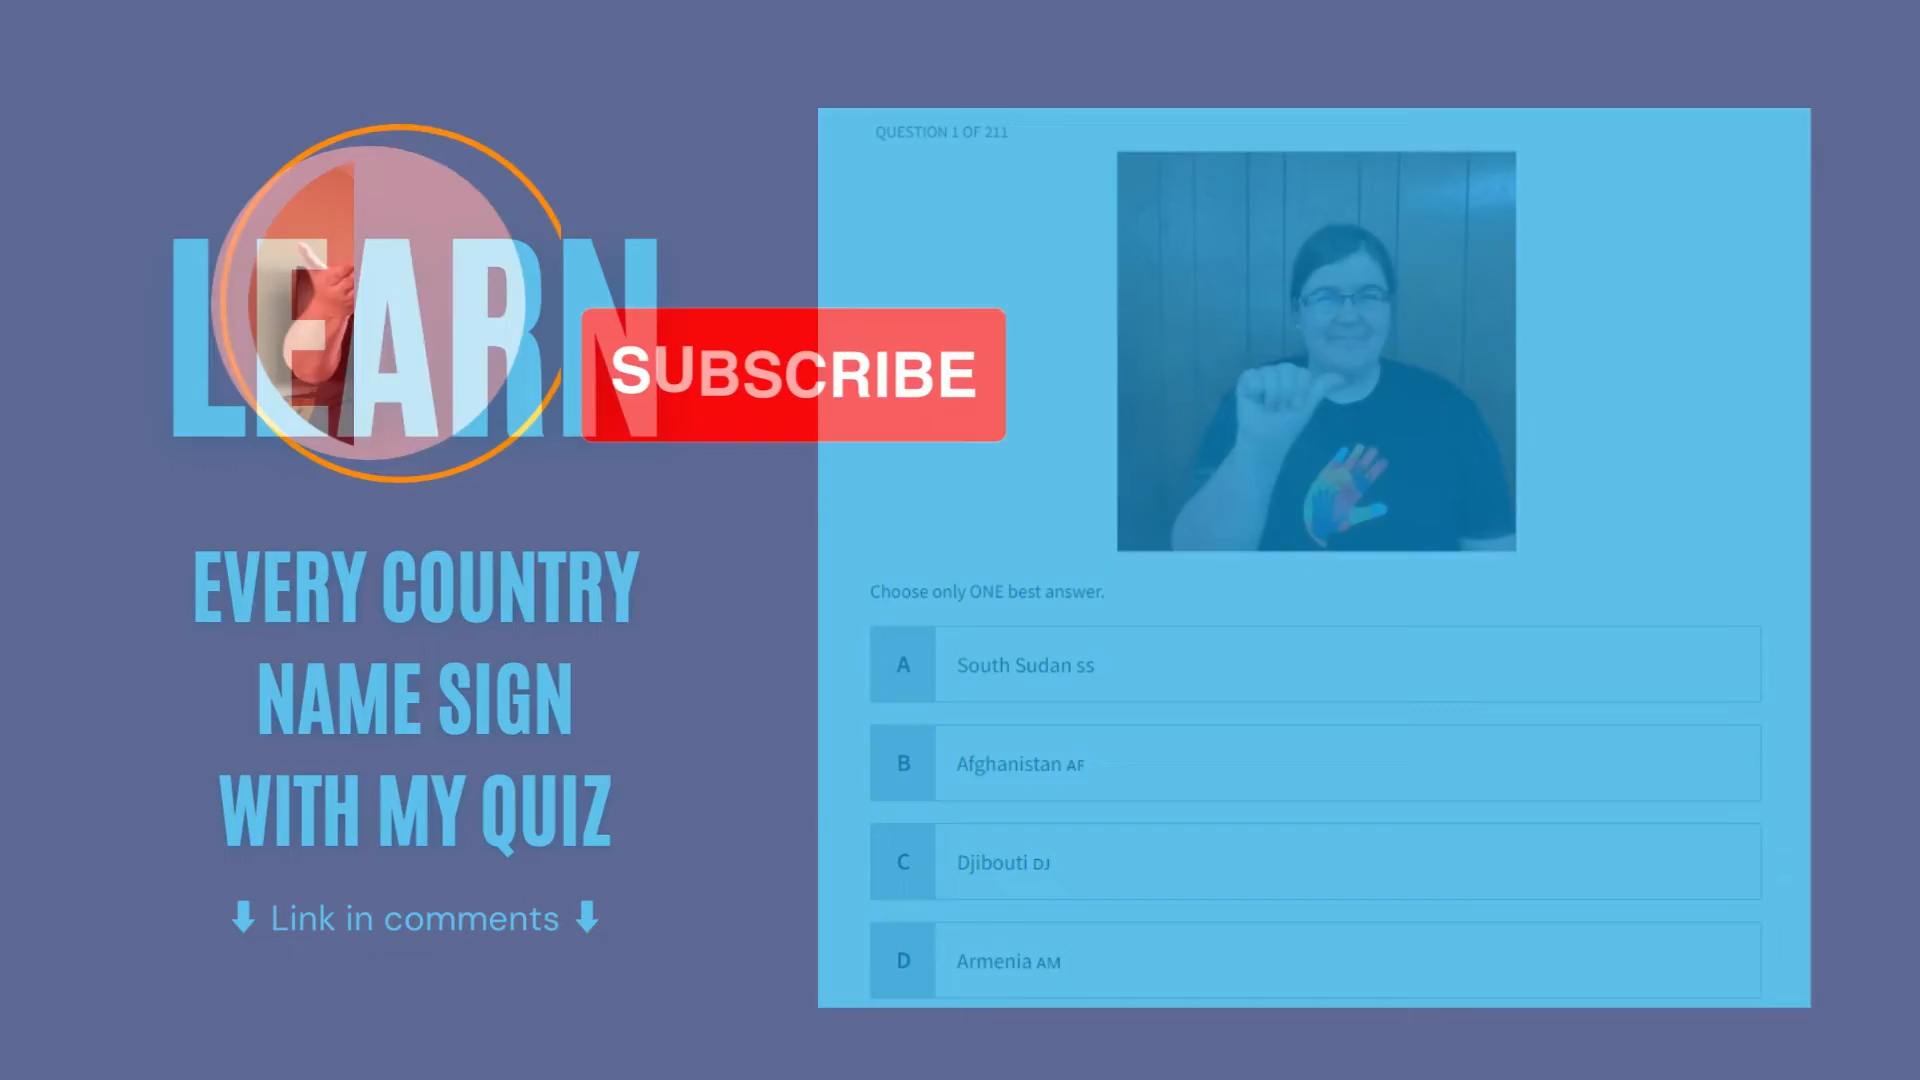 LEARN
SUBSCRIBE
EVERY COUNTRY
NAME SIGN
WITH MY QUIZ
⬇ Link in comments ⬇
QUESTION 1 OF 211
Choose only ONE best answer.
A South Sudan SS
B Afghanistan AF
C Djibouti DJ
D Armenia AM